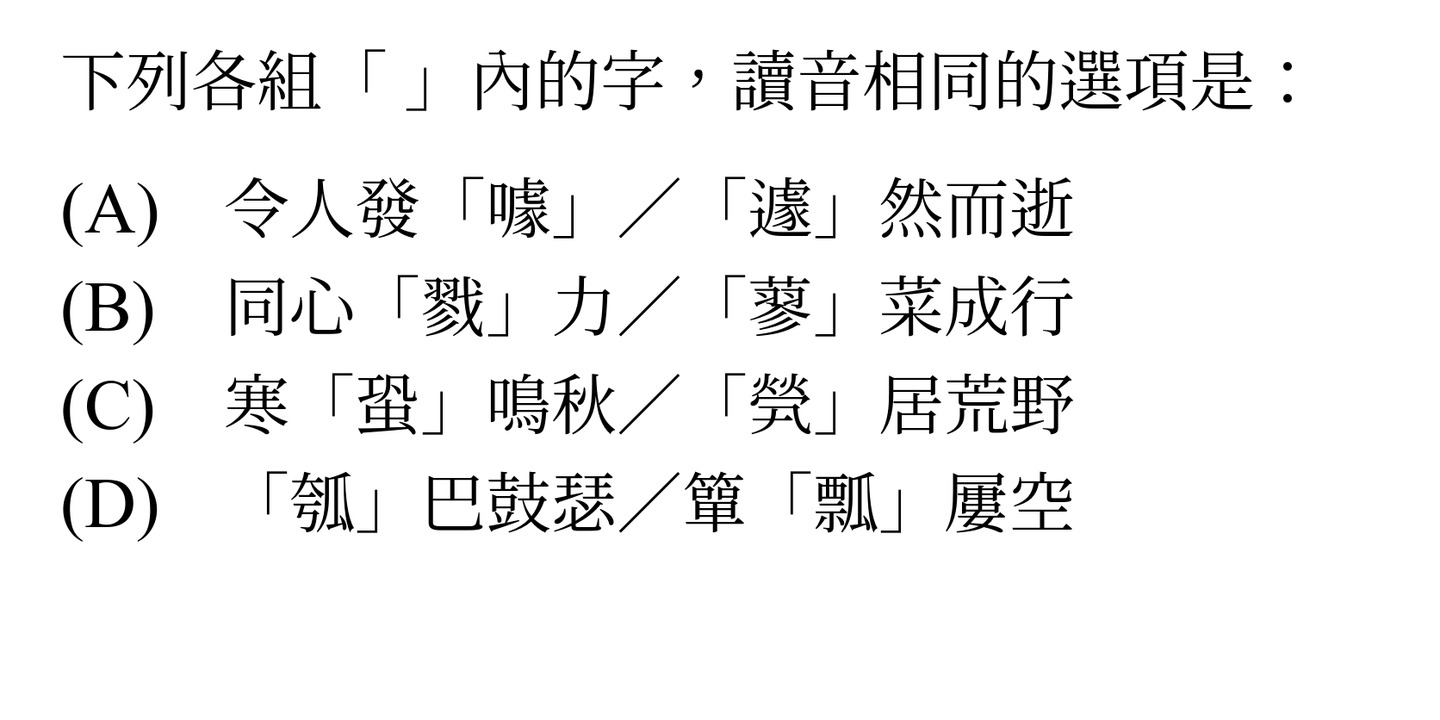 下列各組「 」內的字，讀音相同的選項是：
(A) 令人發「噱」／「遽」然而逝
(B) 同心「戮」力／「蓼」菜成行
(C) 寒「蛩」鳴秋／「煢」居荒野
(D) 「瓠」巴鼓瑟／簞「瓢」屢空